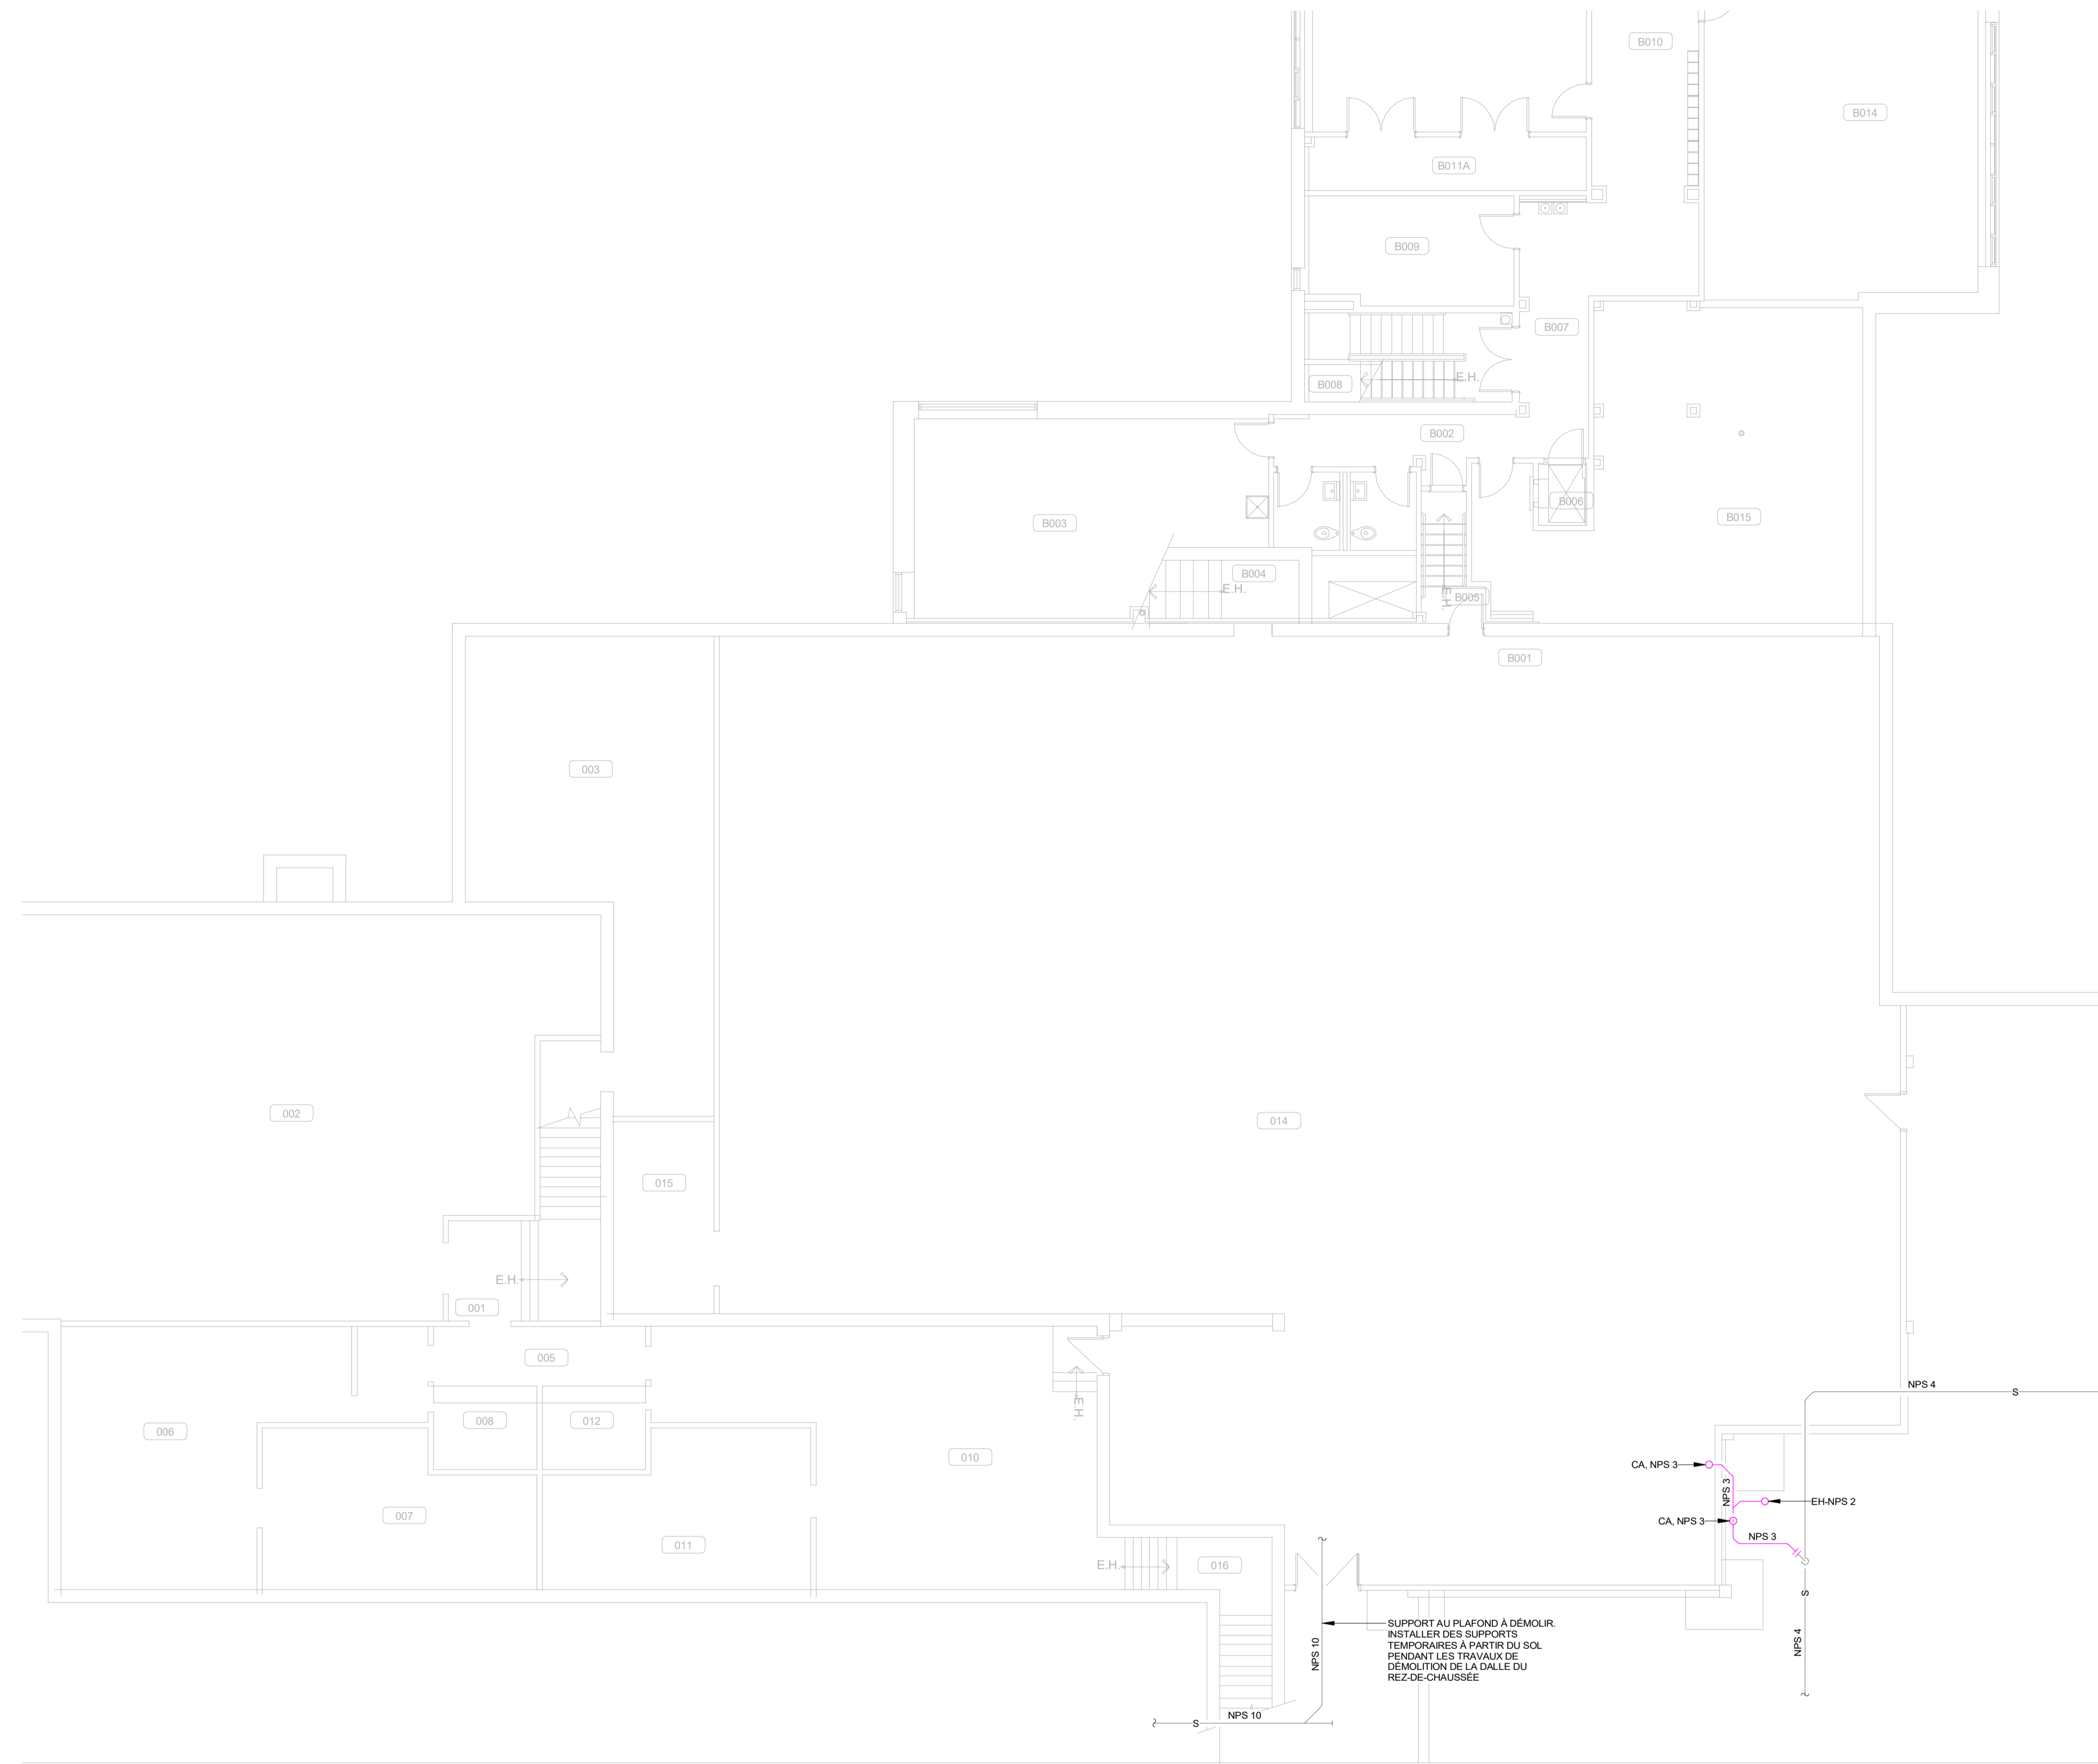 B010
B014
B011A
B009
B007
B008
E.H.
B002
B006
B003
B015
B004
E.H.
E.H.
B005
B001
003
002
014
015
E.H.
001
005
E.H.
006
008
012
010
007
011
E.H.
016
NPS 4
S
CA, NPS 3
NPS 3
EH-NPS 2
CA, NPS 3
NPS 3
S
NPS 4
SUPPORT AU PLAFOND À DÉMOLIR.
INSTALLER DES SUPPORTS
TEMPORAIRES À PARTIR DU SOL
PENDANT LES TRAVAUX DE
DÉMOLITION DE LA DALLE DU
REZ-DE-CHAUSSÉE
NPS 10
NPS 10
S